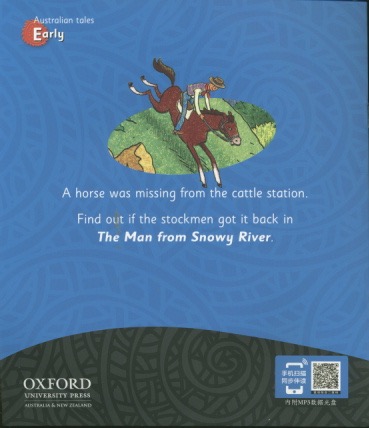 Australian tales
Early
A horse was missing from the cattle station.
Find out if the stockmen got it back in
The Man from Snowy River.
手机扫描
同步伴读
OXFORD
UNIVERSITY PRESS
AUSTRALIA & NEW ZEALAND
内附MP3数据光盘